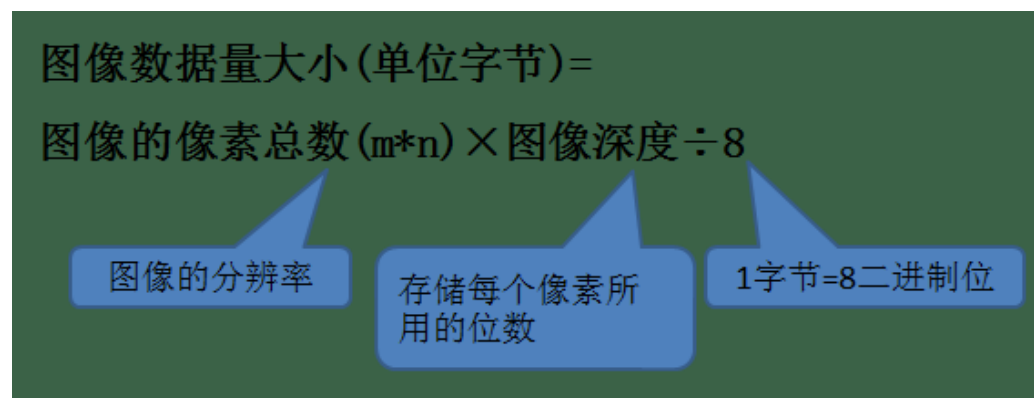 图像数据量大小(单位字节)=
图像的像素总数(m*n)×图像深度÷8
图像的分辨率
存储每个像素所
用的位数
1字节=8二进制位